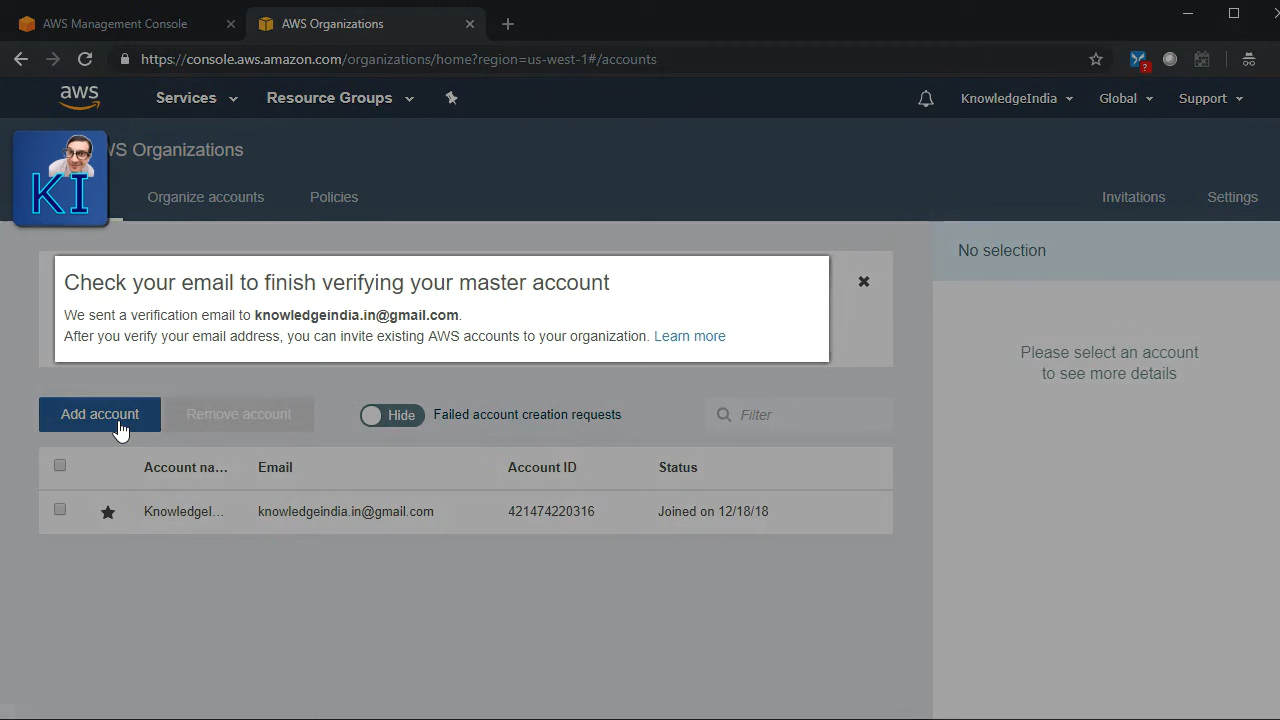 AWS Management Console
AWS Organizations
https://console.aws.amazon.com/organizations/home?region=us-west-1#/accounts
?
aws Services Resource Groups KnowledgeIndia Global Support
WS Organizations
KI
Organize accounts Policies Invitations Settings
Check your email to finish verifying your master account
We sent a verification email to knowledgeindia.in@gmail.com.
After you verify your email address, you can invite existing AWS accounts to your organization. Learn more
No selection
Please select an account
to see more details
Add account Remove account Hide Failed account creation requests Filter
Account na... Email Account ID Status
KnowledgeI... knowledgeindia.in@gmail.com 421474220316 Joined on 12/18/18